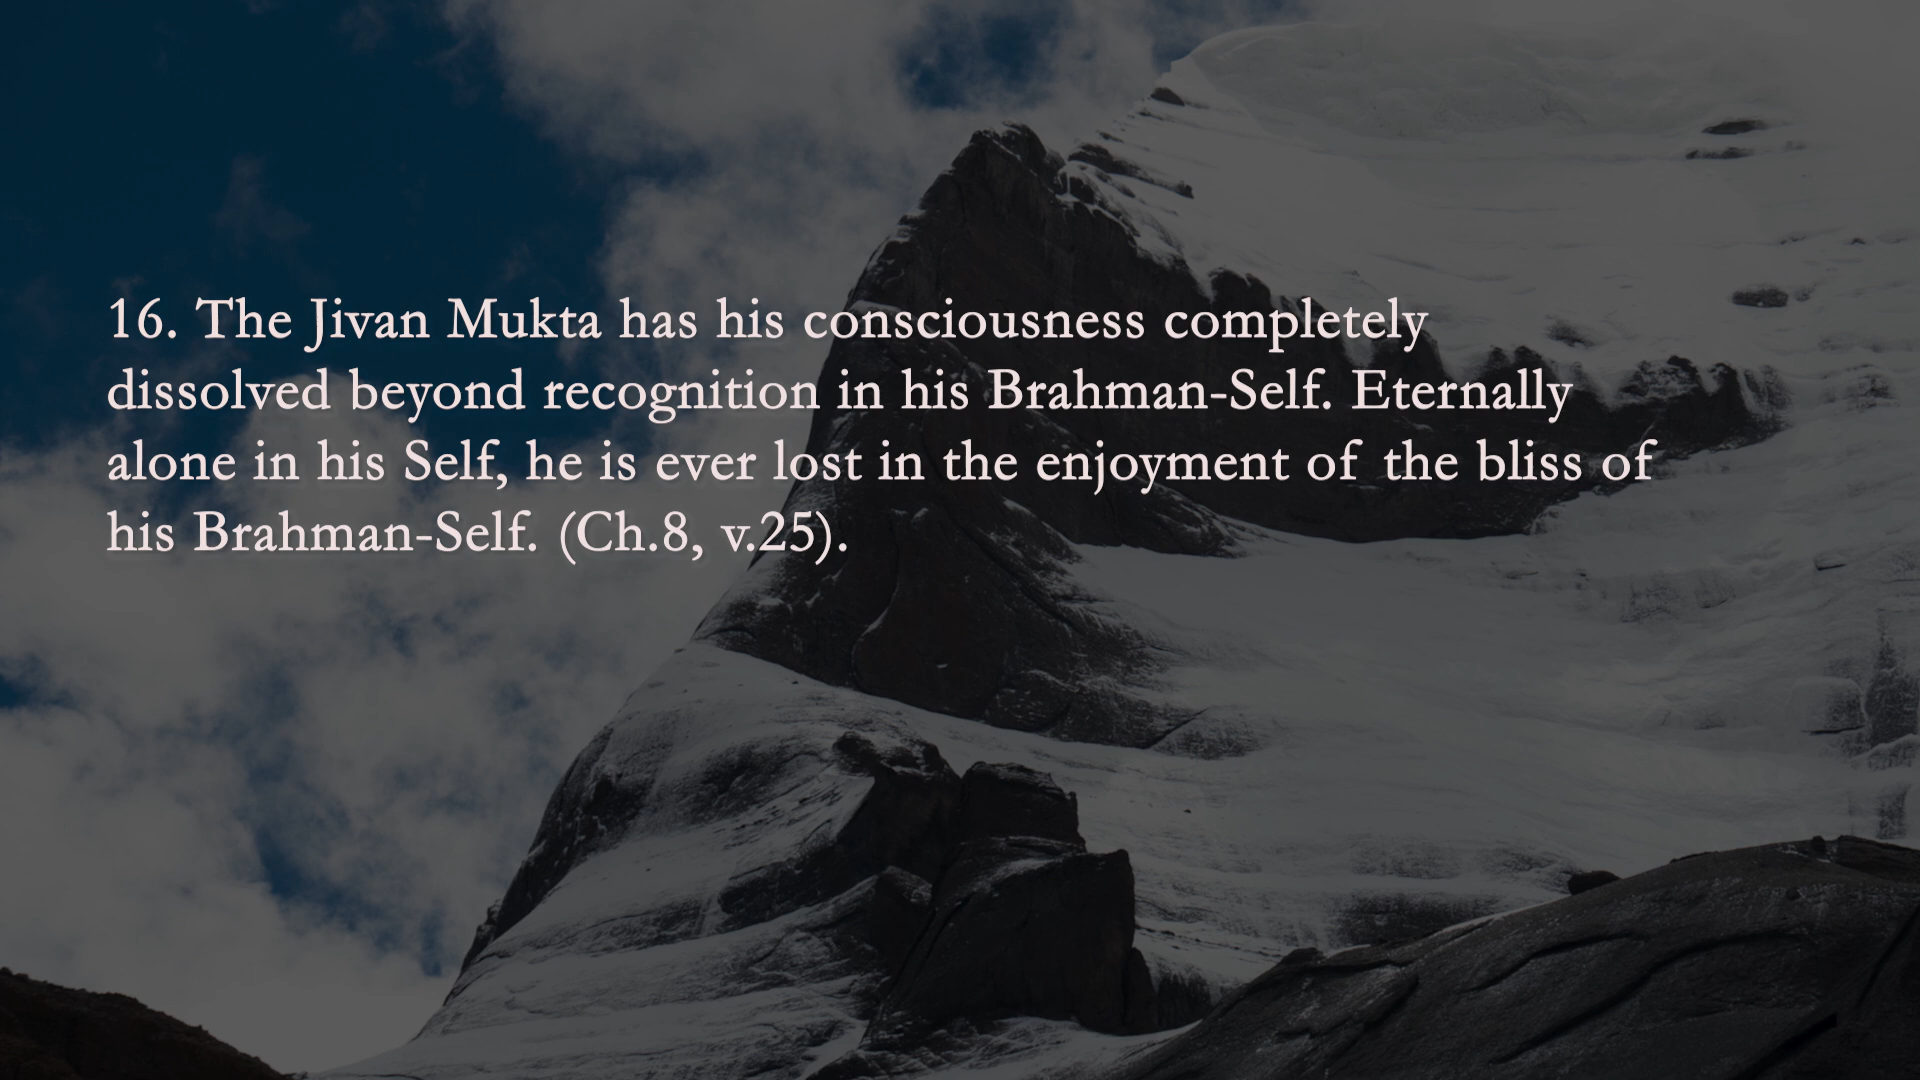 16. The Jivan Mukta has his consciousness completely
dissolved beyond recognition in his Brahman-Self. Eternally
alone in his Self, he is ever lost in the enjoyment of the bliss of
his Brahman-Self. (Ch.8, v.25).